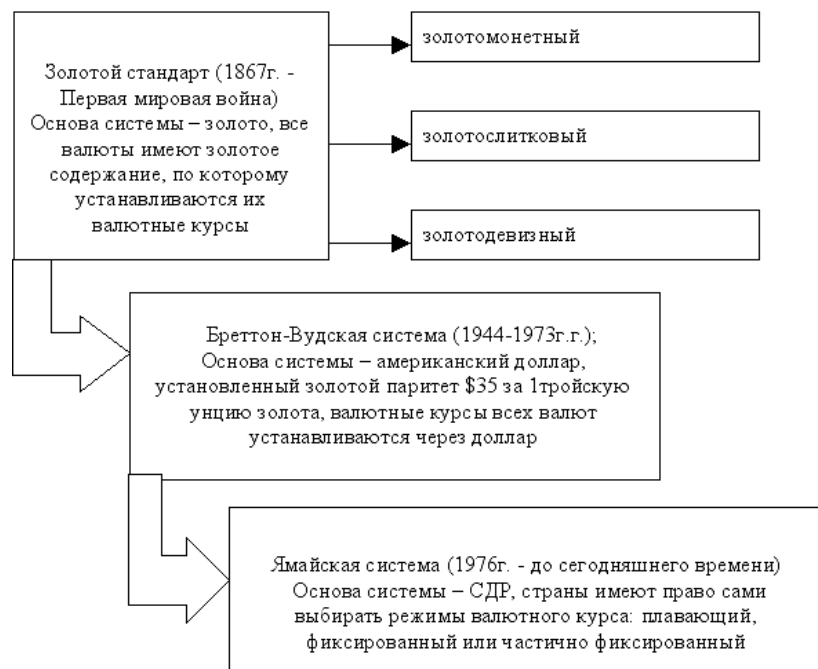 Золотой стандарт (1867г. -
Первая мировая война)
Основа системы – золото, все
валюты имеют золотое
содержание, по которому
устанавливаются их
валютные курсы
золотомонетный
золотослитковый
золотодевизный
Бреттон-Вудская система (1944-1973г.г.);
Основа системы – американский доллар,
установленный золотой паритет $35 за 1тройскую
унцию золота, валютные курсы всех валют
устанавливаются через доллар
Ямайская система (1976г. - до сегодняшнего времени)
Основа системы – СДР, страны имеют право сами
выбирать режимы валютного курса: плавающий,
фиксированный или частично фиксированный